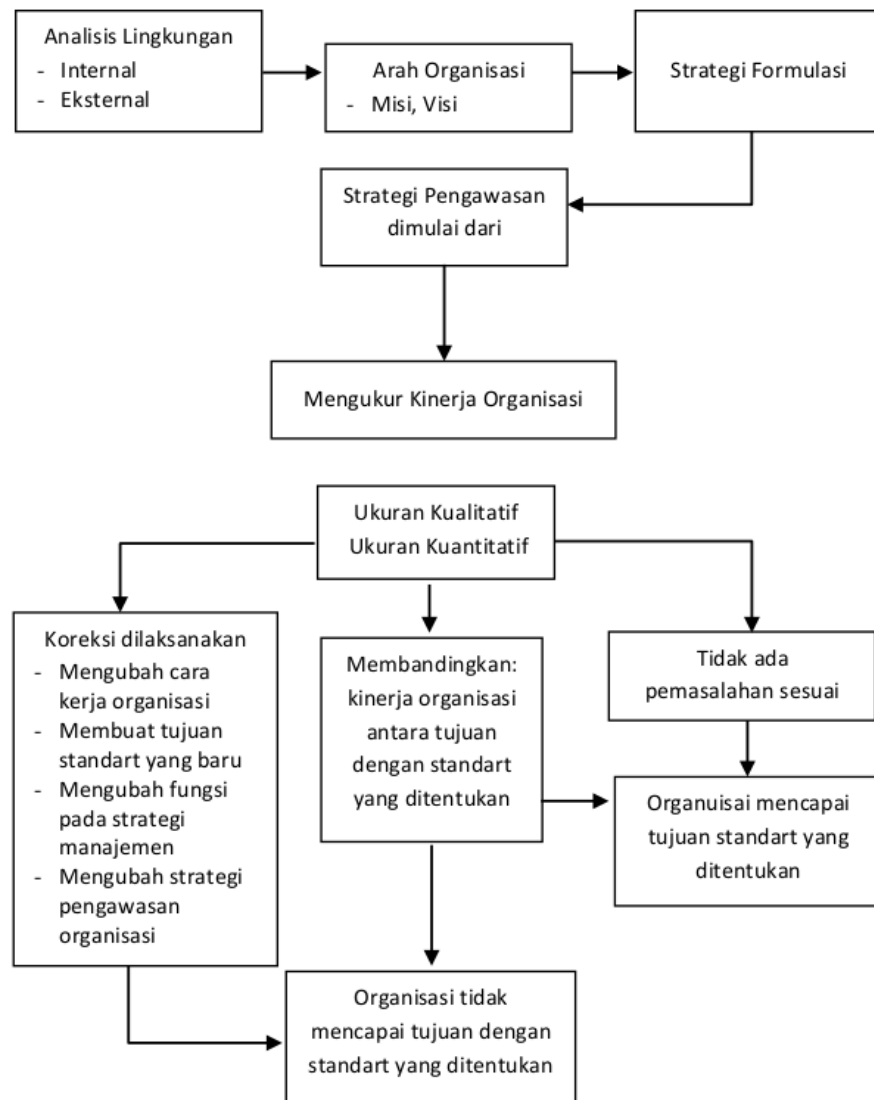 Analisis Lingkungan
- Internal
- Eksternal
Arah Organisasi
- Misi, Visi
Strategi Formulasi
Strategi Pengawasan
dimulai dari
Mengukur Kinerja Organisasi
Ukuran Kualitatif
Ukuran Kuantitatif
Koreksi dilaksanakan
- Mengubah cara
kerja organisasi
- Membuat tujuan
standart yang baru
- Mengubah fungsi
pada strategi
manajemen
- Mengubah strategi
pengawasan
organisasi
Membandingkan:
kinerja organisasi
antara tujuan
dengan standart
yang ditentukan
Tidak ada
pemasalahan sesuai
Organuisai mencapai
tujuan standart yang
ditentukan
Organisasi tidak
mencapai tujuan dengan
standart yang ditentukan